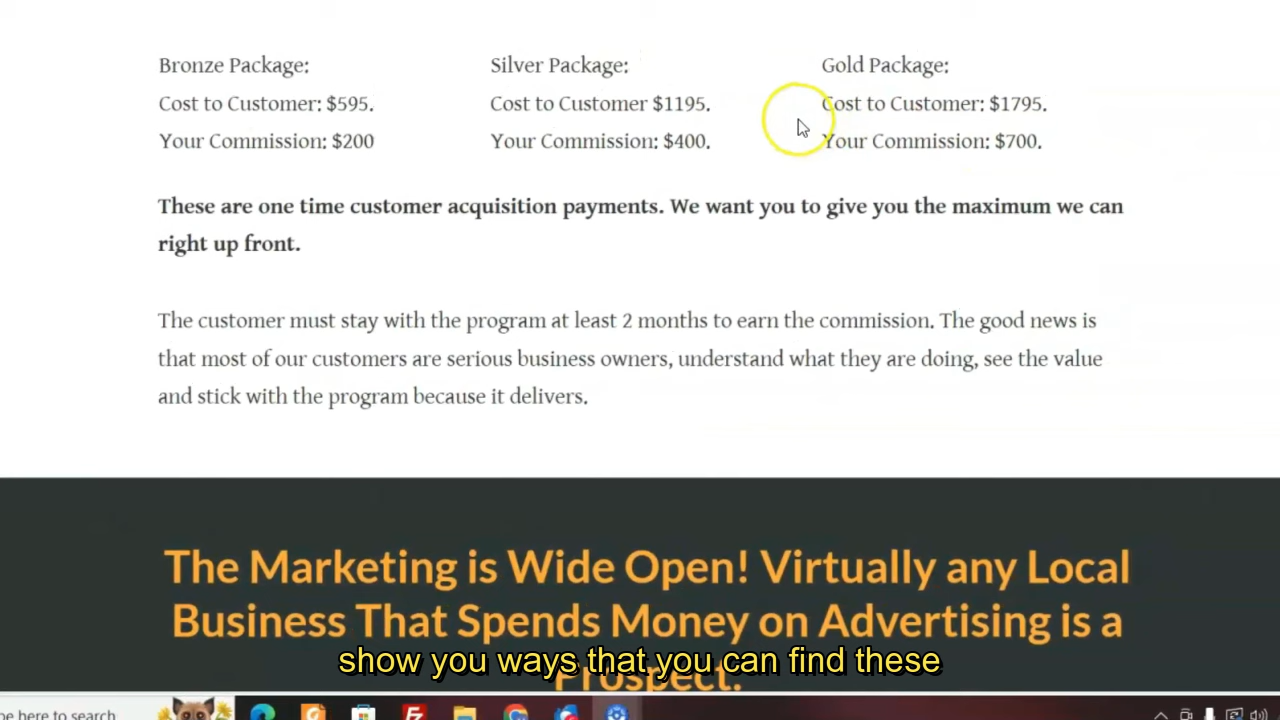 Bronze Package:
Cost to Customer: $595.
Your Commission: $200
Silver Package:
Cost to Customer $1195.
Your Commission: $400.
Gold Package:
Cost to Customer: $1795.
Your Commission: $700.
These are one time customer acquisition payments. We want you to give you the maximum we can
right up front.
The customer must stay with the program at least 2 months to earn the commission. The good news is
that most of our customers are serious business owners, understand what they are doing, see the value
and stick with the program because it delivers.
The Marketing is Wide Open! Virtually any Local
Business That Spends Money on Advertising is a
Prospect.
show you ways that you can find these
pe here to search